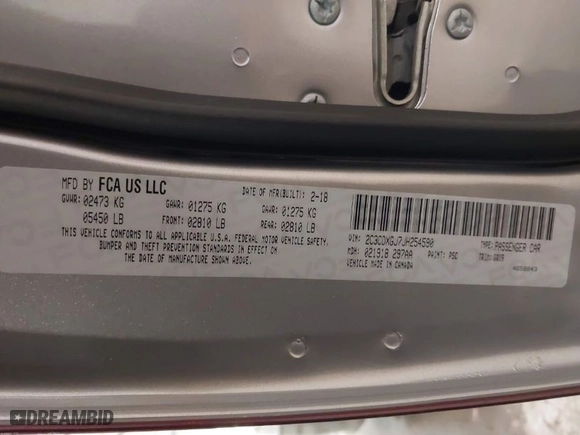 MFD BY FCA US LLC
DATE OF MFR(BUILT): 2-18
GVWR: 02473 KG GAWR: 01275 KG GAWR: 01275 KG
05450 LB FRONT: 02810 LB REAR: 02810 LB
THIS VEHICLE CONFORMS TO ALL APPLICABLE U.S.A. FEDERAL MOTOR VEHICLE SAFETY,
BUMPER AND THEFT PREVENTION STANDARDS IN EFFECT ON
THE DATE OF MANUFACTURE SHOWN ABOVE.
VIN: 2C3CDXGJ7JH254590 TYPE: PASSENGER CAR
MDH: 021918 297AA PAINT: PSC TRIM:
VEHICLE MADE IN CANADA
DREAMBID